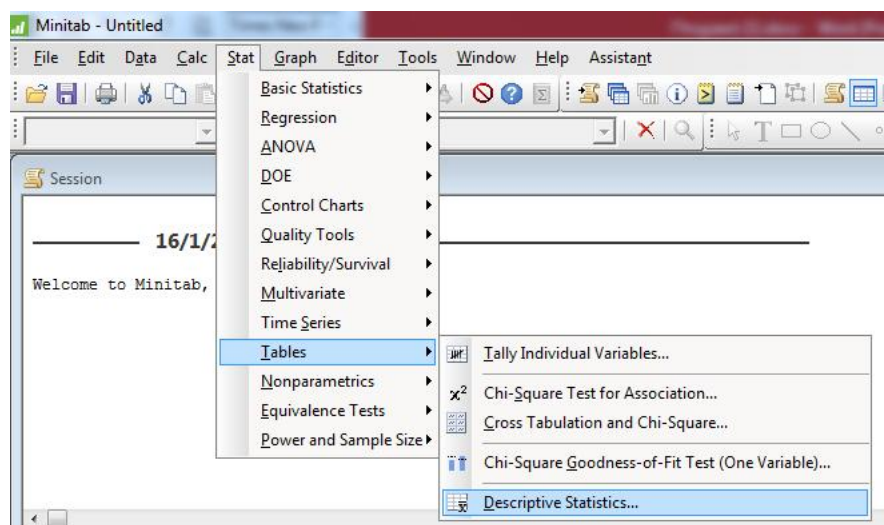 Minitab - Untitled
File Edit Data Calc Stat Graph Editor Tools Window Help Assistant
Basic Statistics
Regression
ANOVA
DOE
Control Charts
Quality Tools
Reliability/Survival
Multivariate
Time Series
Tables
Nonparametrics
Equivalence Tests
Power and Sample Size
Session
16/1/2
Welcome to Minitab,
Tally Individual Variables...
Chi-Square Test for Association...
Cross Tabulation and Chi-Square...
Chi-Square Goodness-of-Fit Test (One Variable)...
Descriptive Statistics...